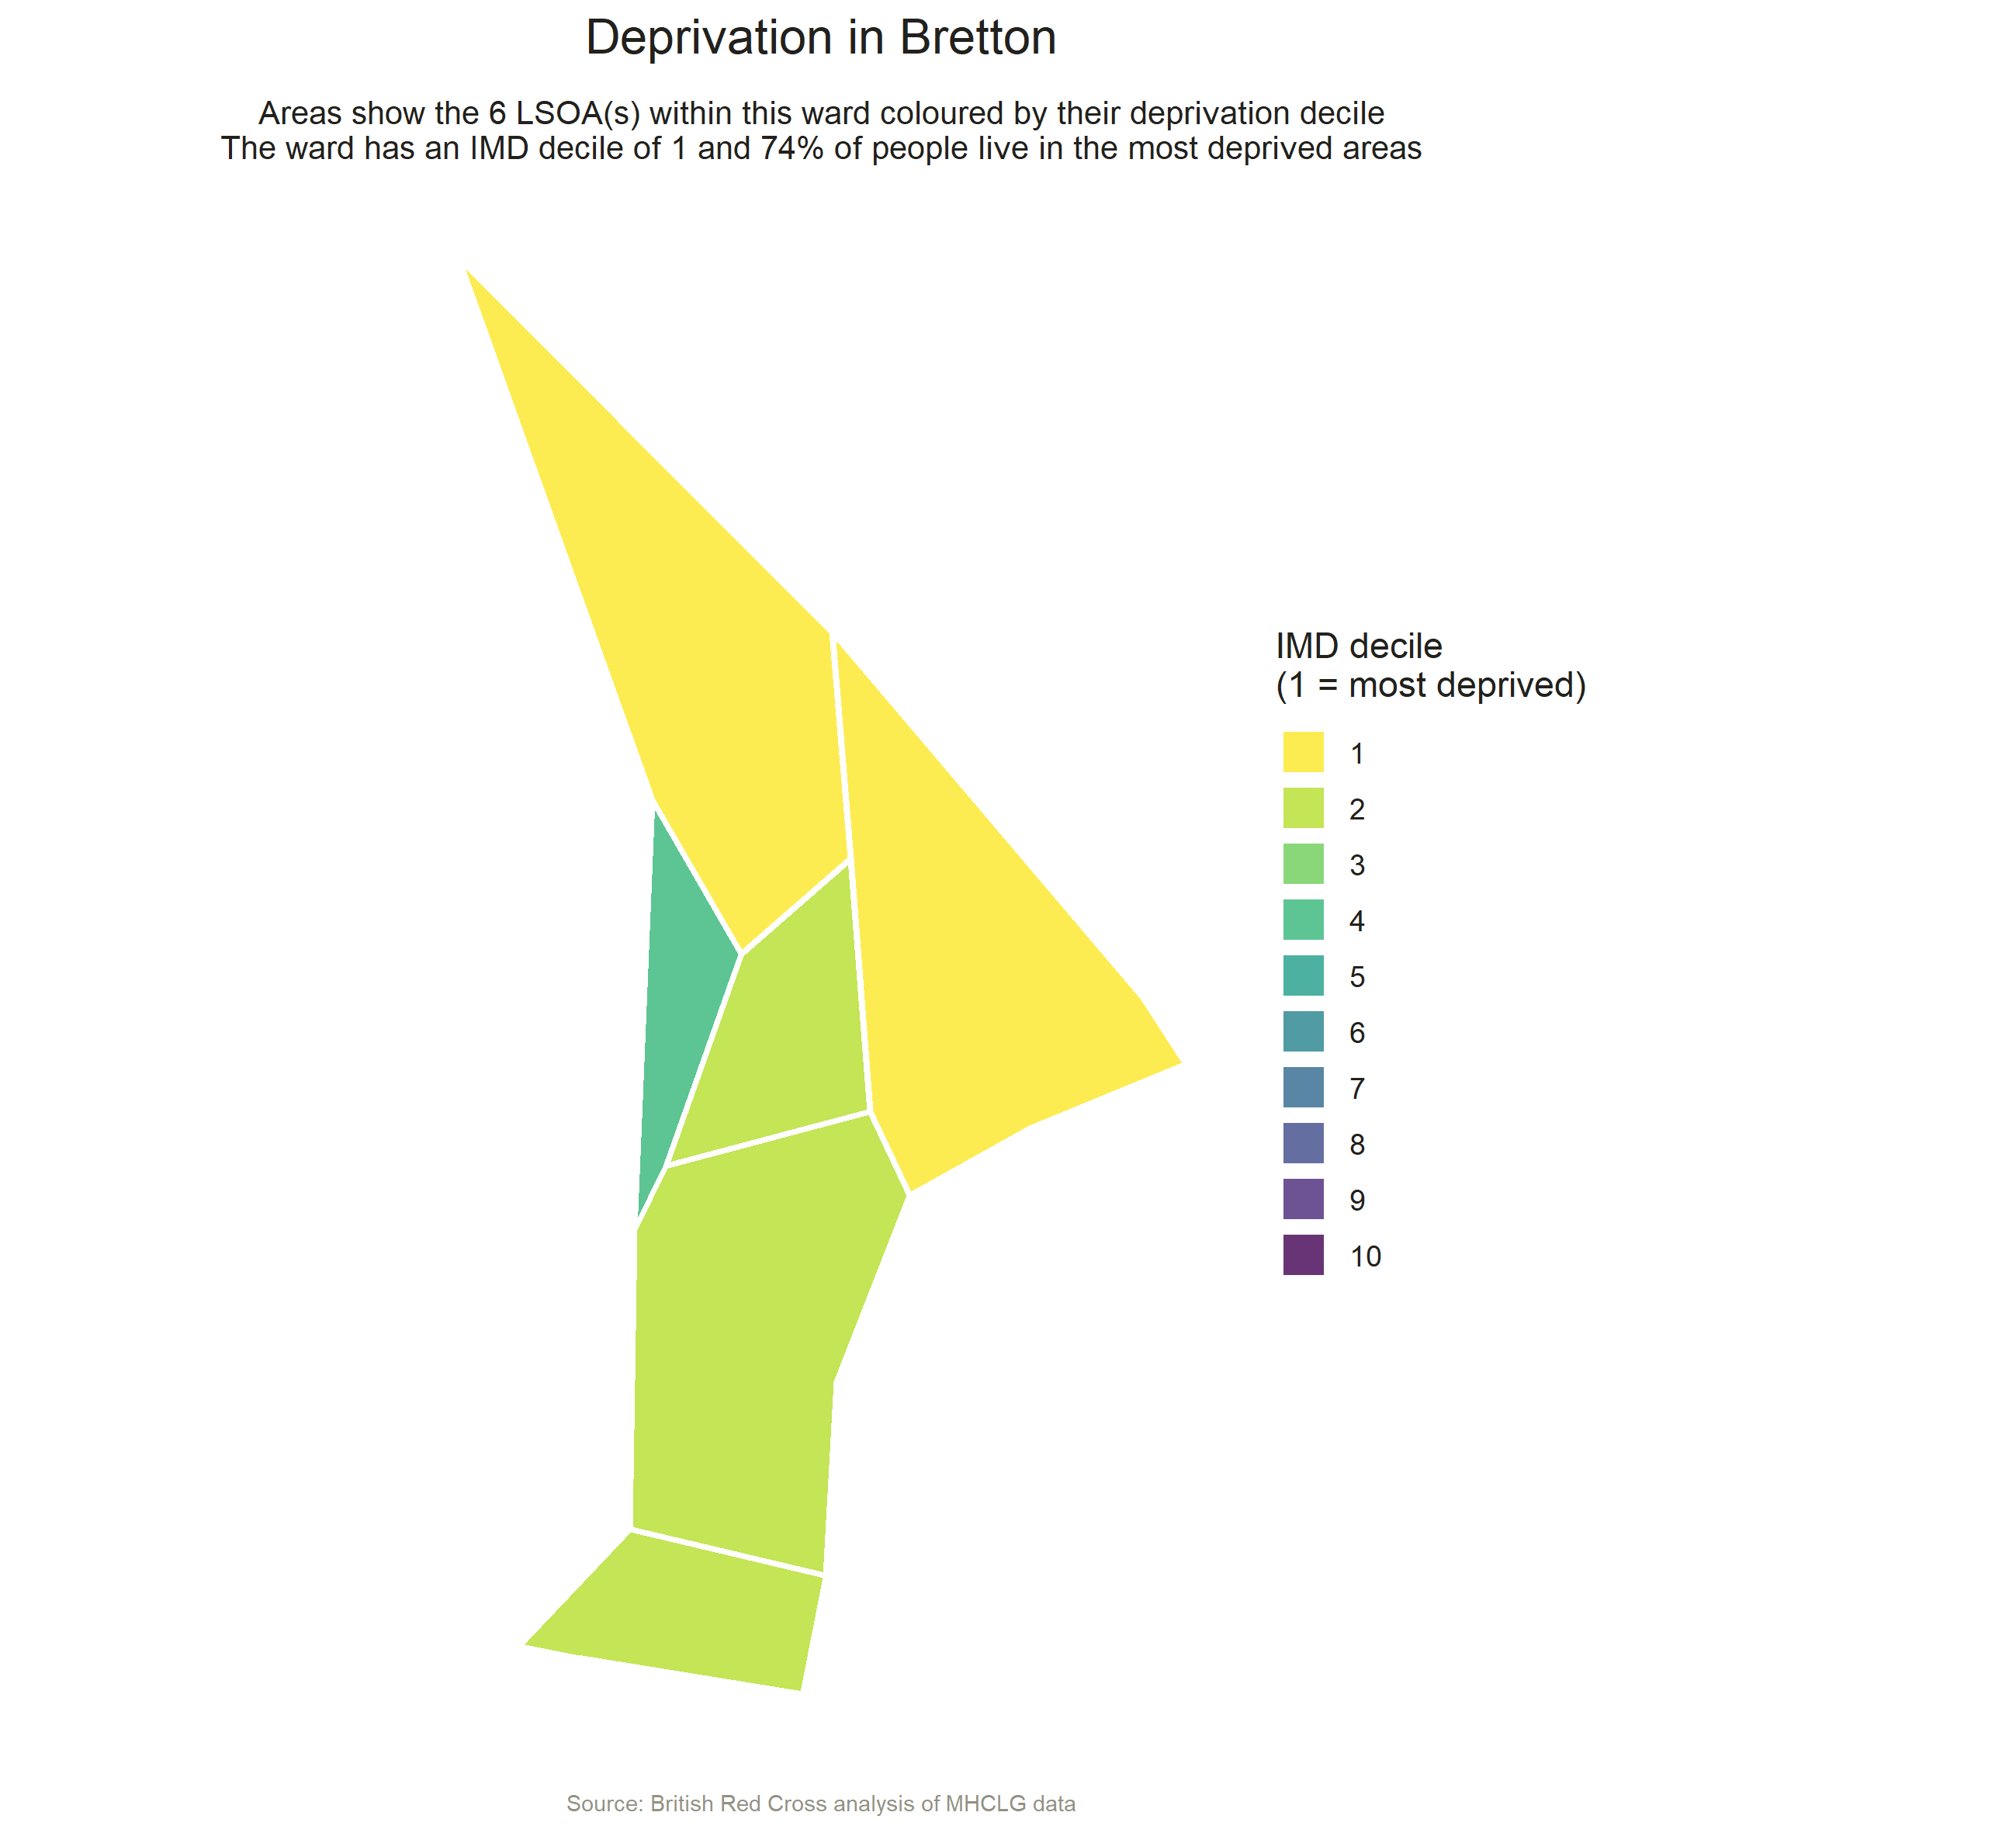 Deprivation in Bretton
Areas show the 6 LSOA(s) within this ward coloured by their deprivation decile
The ward has an IMD decile of 1 and 74% of people live in the most deprived areas
IMD decile
(1 = most deprived)
1
2
3
4
5
6
7
8
9
10
Source: British Red Cross analysis of MHCLG data